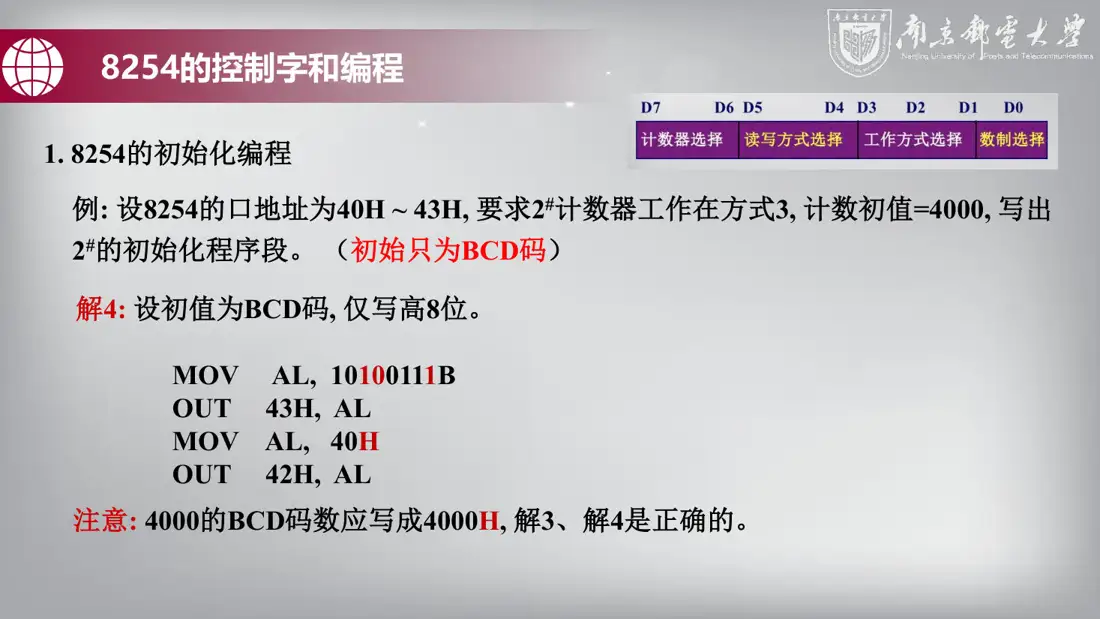 南京邮电大学
Nanjing University of Posts and Telecommunications
8254的控制字和编程
D7 D6 D5 D4 D3 D2 D1 D0
计数器选择 读写方式选择 工作方式选择 数制选择
1. 8254的初始化编程
例: 设8254的口地址为40H ~ 43H, 要求2#计数器工作在方式3, 计数初值=4000, 写出
2#的初始化程序段。 （初始只为BCD码）
解4: 设初值为BCD码, 仅写高8位。
MOV AL, 10100111B
OUT 43H, AL
MOV AL, 40H
OUT 42H, AL
注意: 4000的BCD码数应写成4000H, 解3、解4是正确的。